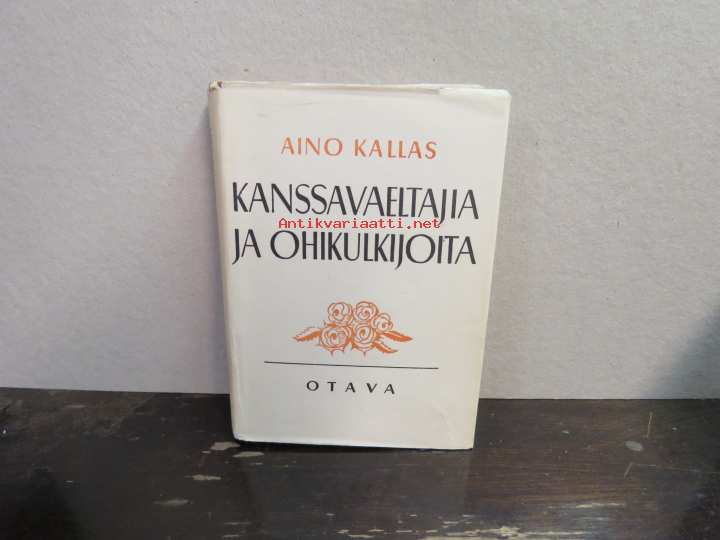 AINO KALLAS
KANSSAVAELTAJIA
Antikvariaatti.net
JA OHIKULKIJOITA
OTAVA